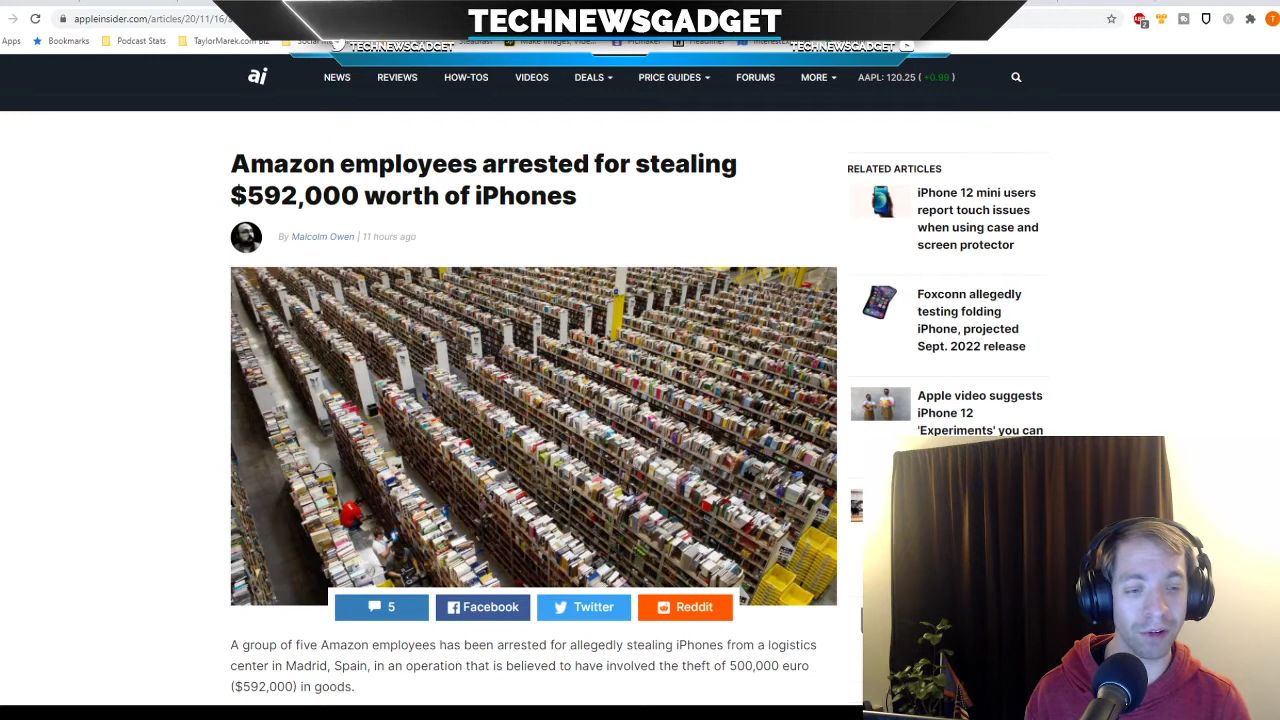 TECHNEWSGADGET
appleinsider.com/articles/20/11/16/a
Apps
Bookmarks
Podcast Stats
TaylorMarek.com Biz
TECHNEWSGADGET
TECHNEWSGADGET
ai
NEWS
REVIEWS
HOW-TOS
VIDEOS
DEALS
PRICE GUIDES
FORUMS
MORE
AAPL: 120.25 ( +0.99 )
Amazon employees arrested for stealing
$592,000 worth of iPhones
By Malcolm Owen | 11 hours ago
5
Facebook
Twitter
Reddit
A group of five Amazon employees has been arrested for allegedly stealing iPhones from a logistics
center in Madrid, Spain, in an operation that is believed to have involved the theft of 500,000 euro
($592,000) in goods.
RELATED ARTICLES
iPhone 12 mini users
report touch issues
when using case and
screen protector
Foxconn allegedly
testing folding
iPhone, projected
Sept. 2022 release
Apple video suggests
iPhone 12
'Experiments' you can